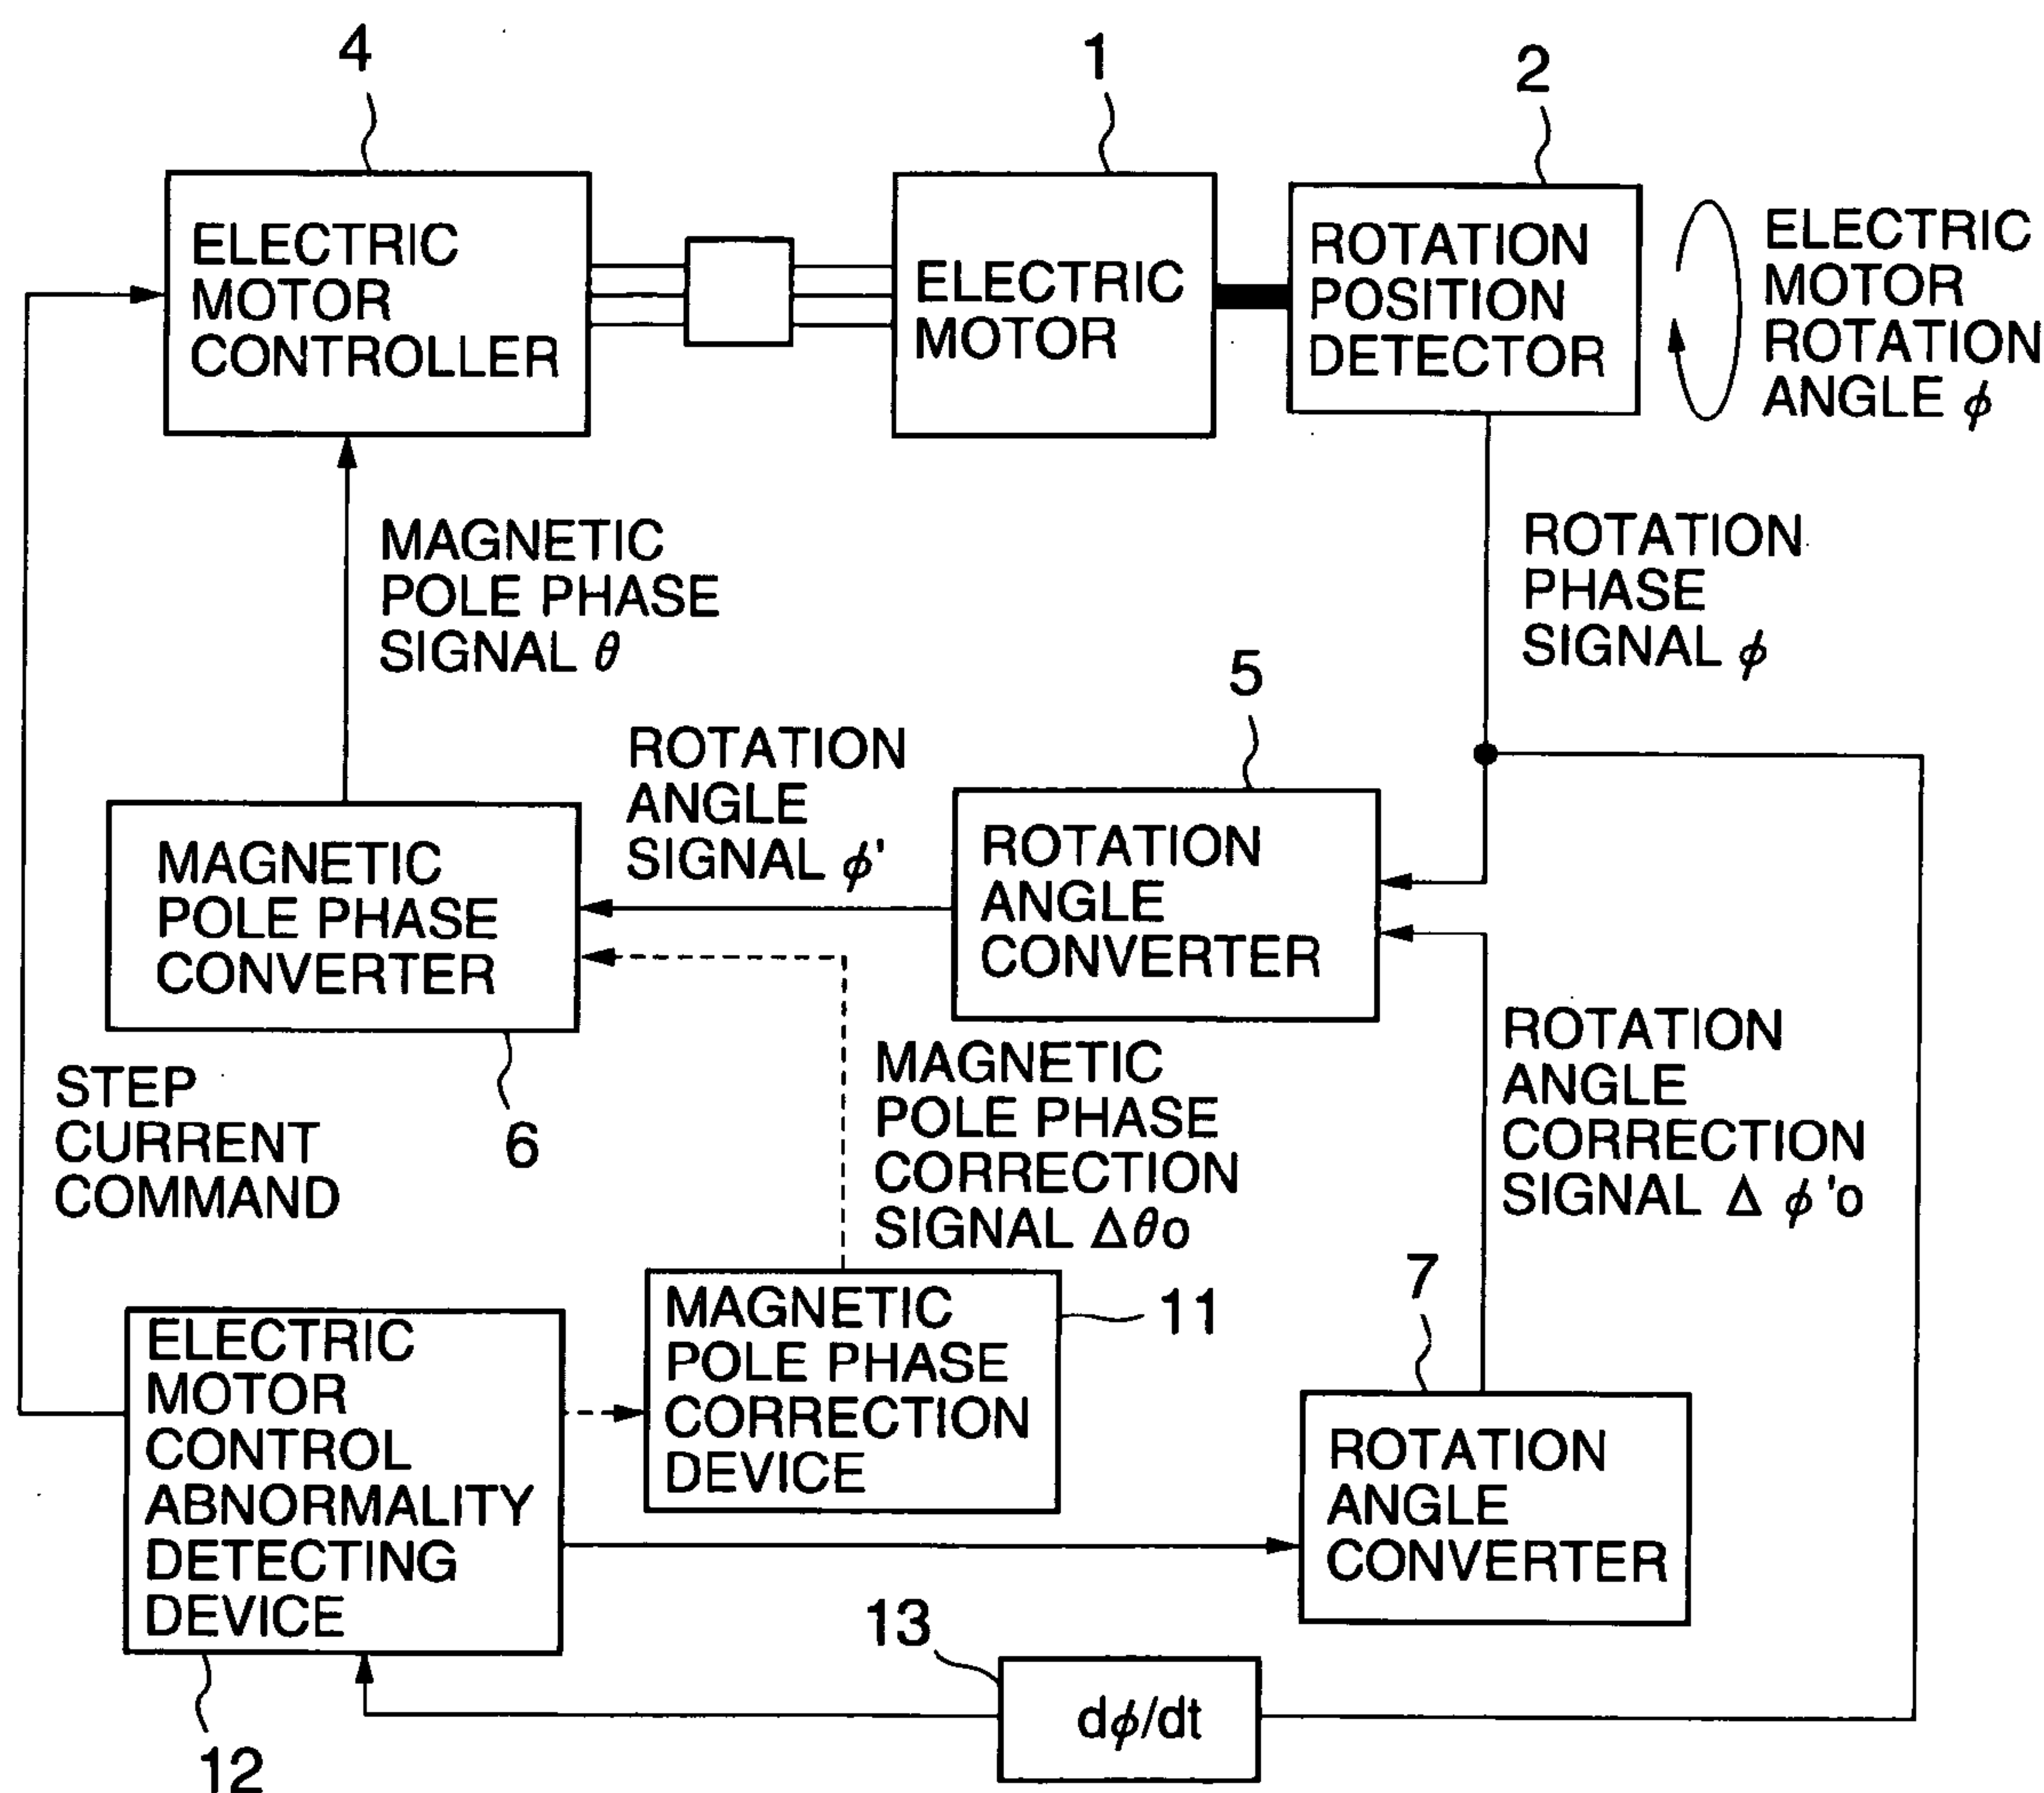 4
1
2
ELECTRIC
MOTOR
CONTROLLER
ELECTRIC
MOTOR
ROTATION
POSITION
DETECTOR
ELECTRIC
MOTOR
ROTATION
ANGLE ϕ
MAGNETIC
POLE PHASE
SIGNAL θ
ROTATION
PHASE
SIGNAL ϕ
5
ROTATION
ANGLE
SIGNAL ϕ'
MAGNETIC
POLE PHASE
CONVERTER
ROTATION
ANGLE
CONVERTER
6
STEP
CURRENT
COMMAND
MAGNETIC
POLE PHASE
CORRECTION
SIGNAL Δθo
ROTATION
ANGLE
CORRECTION
SIGNAL Δ ϕ'o
7
ELECTRIC
MOTOR
CONTROL
ABNORMALITY
DETECTING
DEVICE
MAGNETIC
POLE PHASE
CORRECTION
DEVICE
11
ROTATION
ANGLE
CONVERTER
13
dϕ/dt
12